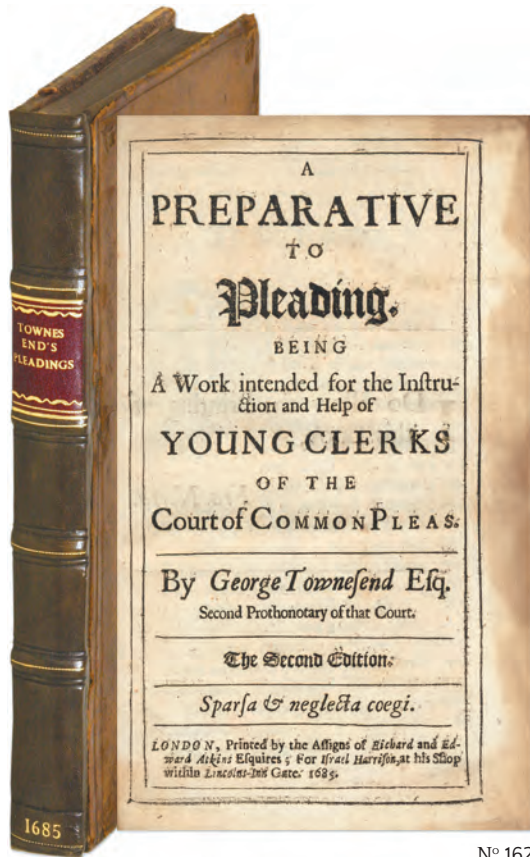 TOWNES
END'S
PLEADINGS
1685
A
PREPARATIVE
TO
Pleading.
BEING
A Work intended for the Inſtru-
ction and Help of
YOUNG CLERKS
OF THE
Court of COMMON PLEAS.
By George Towneſend Eſq.
Second Prothonotary of that Court.
The Second Edition.
Sparſa & neglecta coegi.
LONDON, Printed by the Aſſigns of Richard and Ed-
ward Atkins Eſquires; For Iſrael Harriſon, at his Shop
within Lincolns-Inn Gate. 1685.
Nº 162